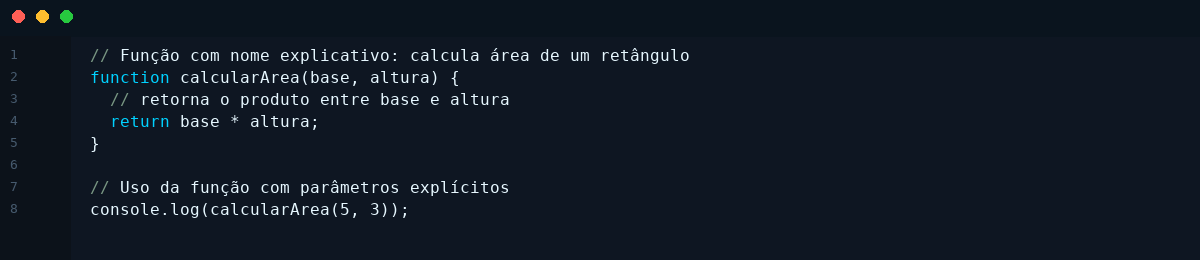 1 // Função com nome explicativo: calcula área de um retângulo
2 function calcularArea(base, altura) {
3   // retorna o produto entre base e altura
4   return base * altura;
5 }
6
7 // Uso da função com parâmetros explícitos
8 console.log(calcularArea(5, 3));